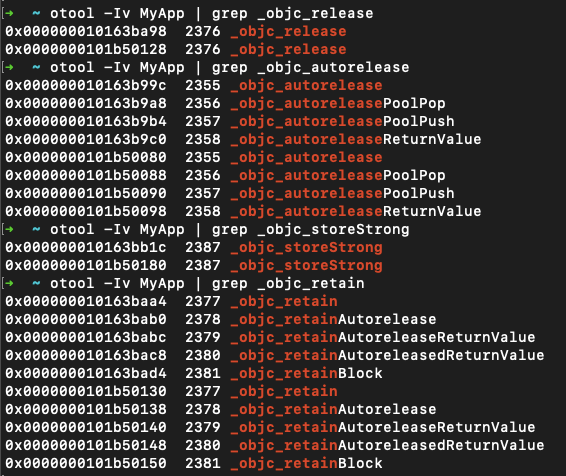 [➜  ~ otool -Iv MyApp | grep _objc_release
0x000000010163ba98  2376 _objc_release
0x0000000101b50128  2376 _objc_release
[➜  ~ otool -Iv MyApp | grep _objc_autorelease
0x000000010163b99c  2355 _objc_autorelease
0x000000010163b9a8  2356 _objc_autoreleasePoolPop
0x000000010163b9b4  2357 _objc_autoreleasePoolPush
0x000000010163b9c0  2358 _objc_autoreleaseReturnValue
0x0000000101b50080  2355 _objc_autorelease
0x0000000101b50088  2356 _objc_autoreleasePoolPop
0x0000000101b50090  2357 _objc_autoreleasePoolPush
0x0000000101b50098  2358 _objc_autoreleaseReturnValue
[➜  ~ otool -Iv MyApp | grep _objc_storeStrong
0x000000010163bb1c  2387 _objc_storeStrong
0x0000000101b50180  2387 _objc_storeStrong
[➜  ~ otool -Iv MyApp | grep _objc_retain
0x000000010163baa4  2377 _objc_retain
0x000000010163bab0  2378 _objc_retainAutorelease
0x000000010163babc  2379 _objc_retainAutoreleaseReturnValue
0x000000010163bac8  2380 _objc_retainAutoreleasedReturnValue
0x000000010163bad4  2381 _objc_retainBlock
0x0000000101b50130  2377 _objc_retain
0x0000000101b50138  2378 _objc_retainAutorelease
0x0000000101b50140  2379 _objc_retainAutoreleaseReturnValue
0x0000000101b50148  2380 _objc_retainAutoreleasedReturnValue
0x0000000101b50150  2381 _objc_retainBlock